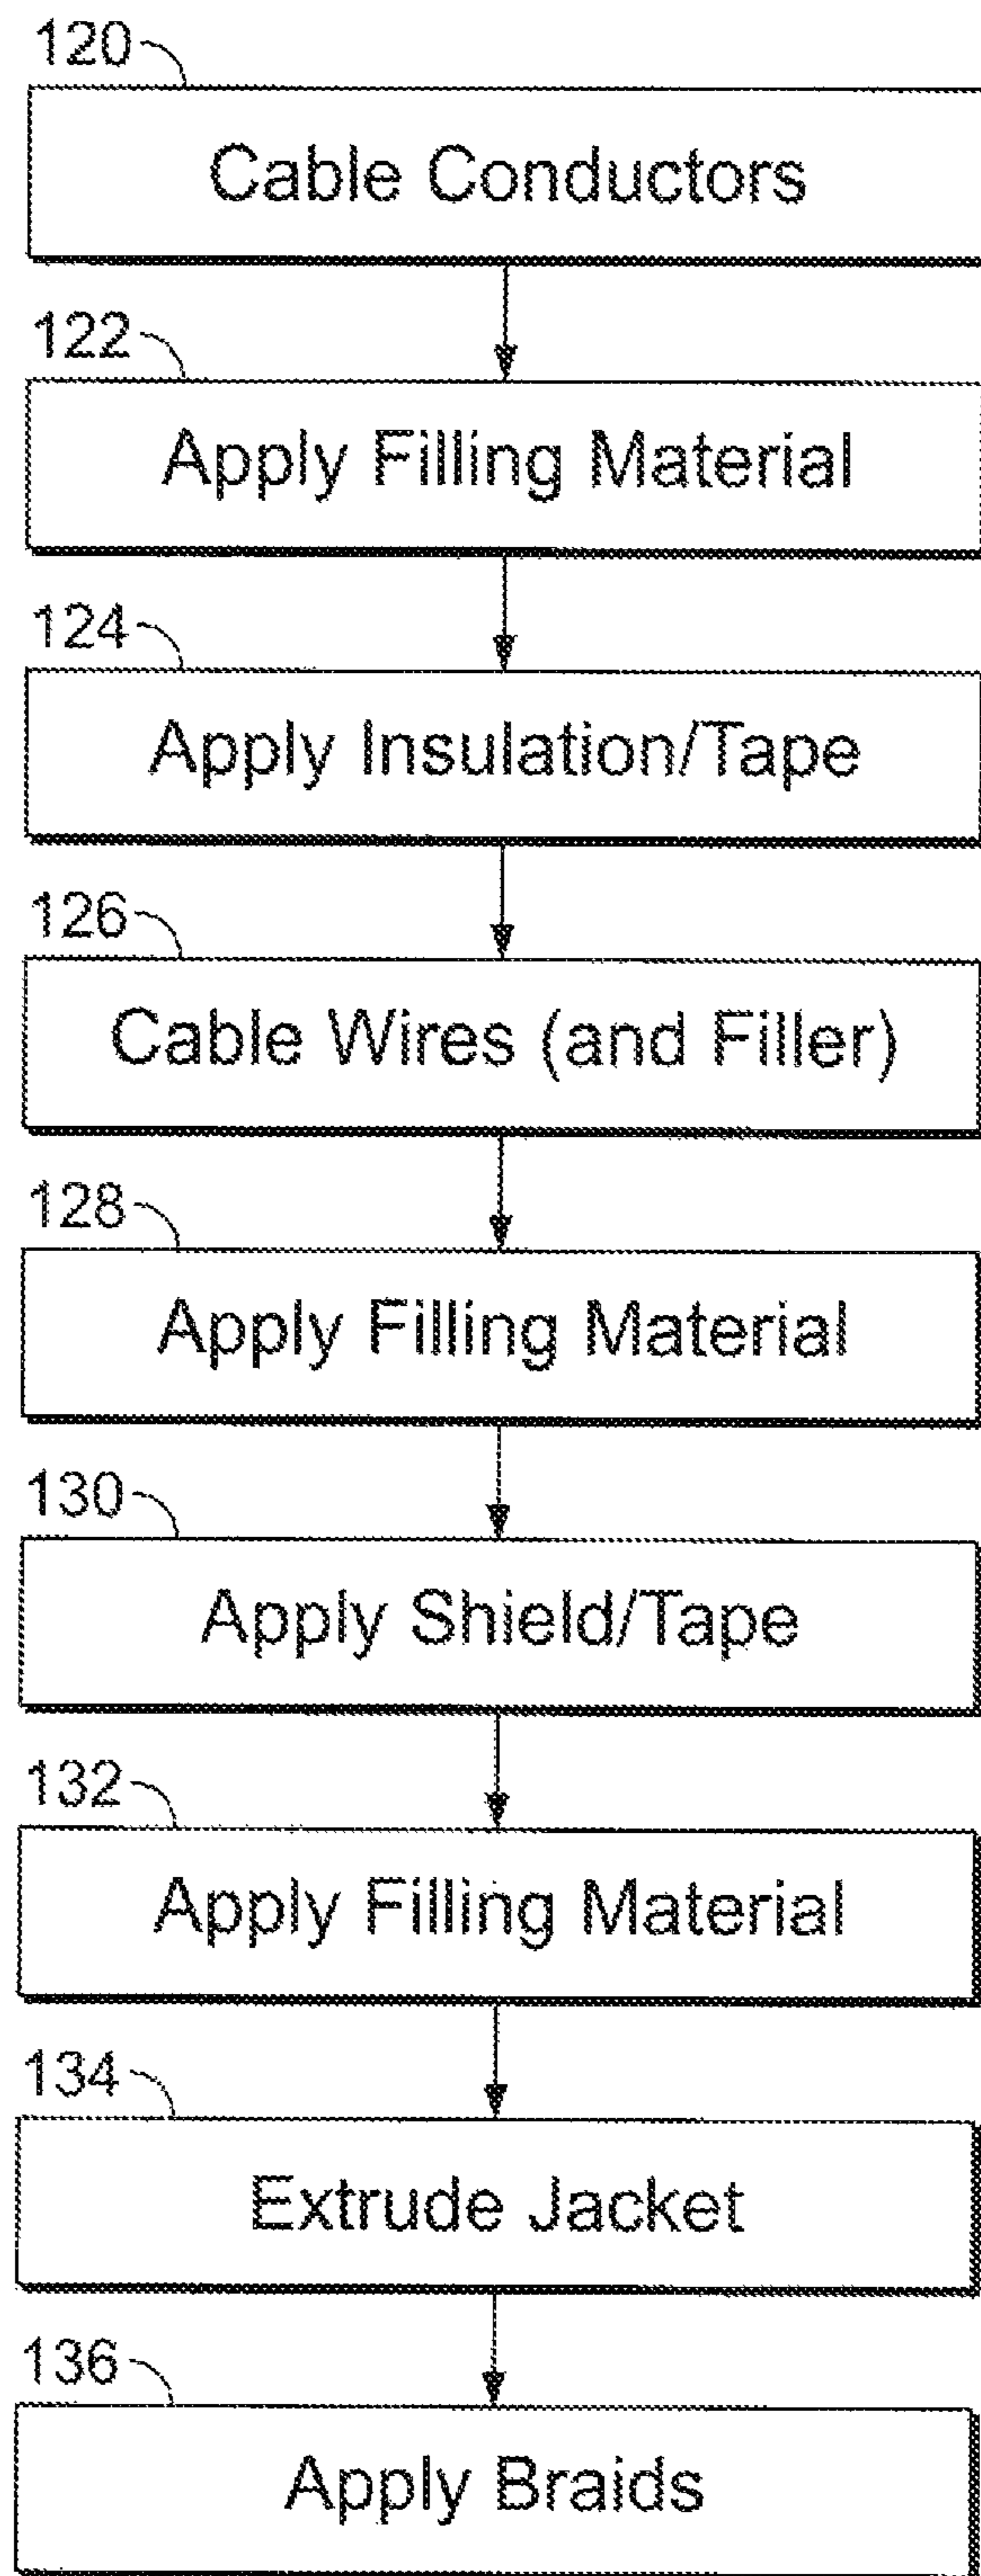 120
Cable Conductors
122
Apply Filling Material
124
Apply Insulation/Tape
126
Cable Wires (and Filler)
128
Apply Filling Material
130
Apply Shield/Tape
132
Apply Filling Material
134
Extrude Jacket
136
Apply Braids